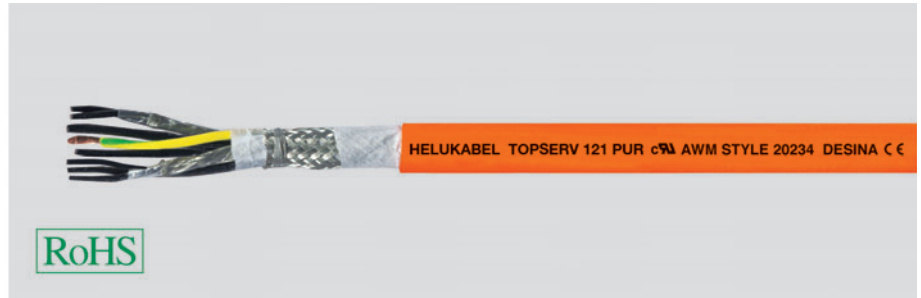 HELUKABEL TOPSERV 121 PUR cRU AWM STYLE 20234 DESINA CE
RoHS